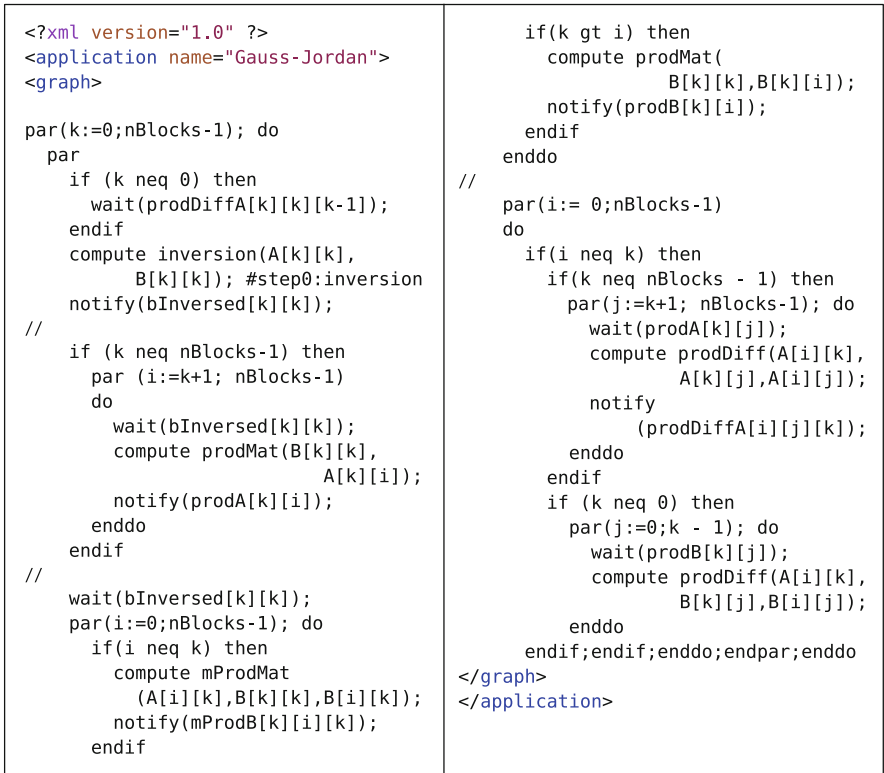 <?xml version="1.0" ?>
<application name="Gauss-Jordan">
<graph>

par(k:=0;nBlocks-1); do
  par
    if (k neq 0) then
      wait(prodDiffA[k][k][k-1]);
    endif
    compute inversion(A[k][k],
          B[k][k]); #step0:inversion
    notify(bInversed[k][k]);
//
    if (k neq nBlocks-1) then
      par (i:=k+1; nBlocks-1)
      do
        wait(bInversed[k][k]);
        compute prodMat(B[k][k],
                           A[k][i]);
        notify(prodA[k][i]);
      enddo
    endif
//
    wait(bInversed[k][k]);
    par(i:=0;nBlocks-1); do
      if(i neq k) then
        compute mProdMat
          (A[i][k],B[k][k],B[i][k]);
        notify(mProdB[k][i][k]);
      endif
      if(k gt i) then
        compute prodMat(
                   B[k][k],B[k][i]);
        notify(prodB[k][i]);
      endif
    enddo
//
    par(i:= 0;nBlocks-1)
    do
      if(i neq k) then
        if(k neq nBlocks - 1) then
          par(j:=k+1; nBlocks-1); do
            wait(prodA[k][j]);
            compute prodDiff(A[i][k],
                    A[k][j],A[i][j]);
            notify
                (prodDiffA[i][j][k]);
          enddo
        endif
        if (k neq 0) then
          par(j:=0;k - 1); do
            wait(prodB[k][j]);
            compute prodDiff(A[i][k],
                    B[k][j],B[i][j]);
          enddo
      endif;endif;enddo;endpar;enddo
</graph>
</application>